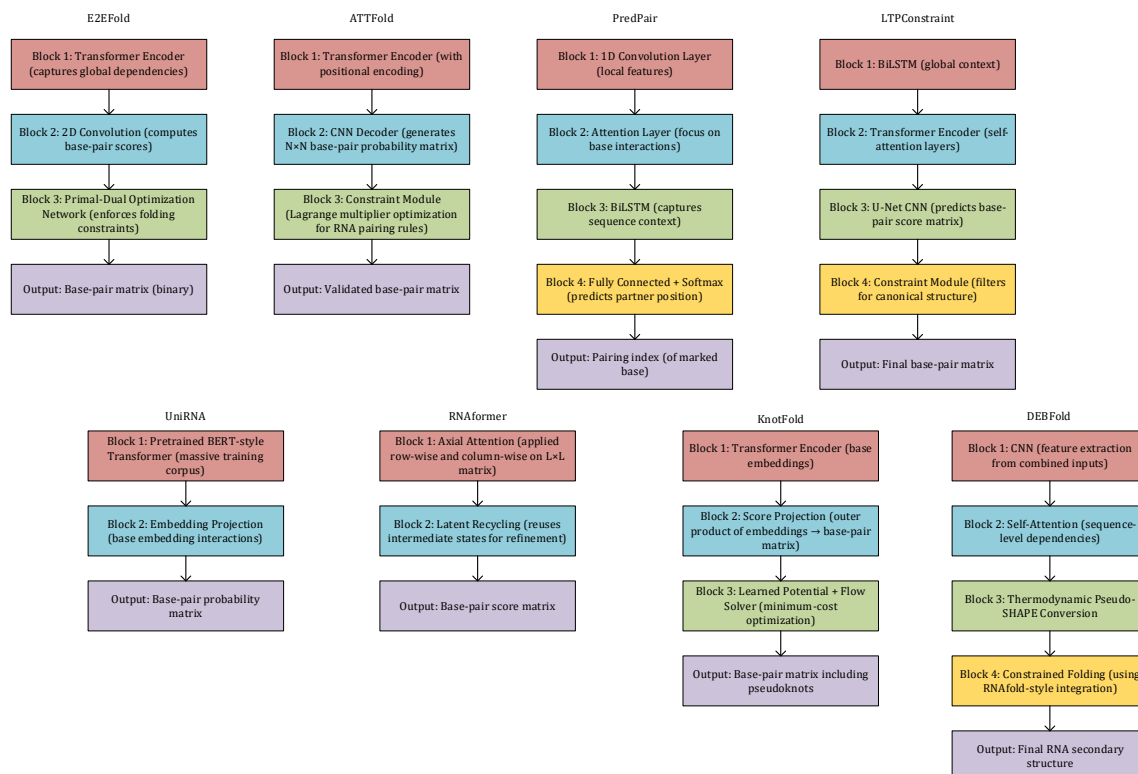 E2EFold
Block 1: Transformer Encoder
(captures global dependencies)
Block 2: 2D Convolution (computes
base-pair scores)
Block 3: Primal-Dual Optimization
Network (enforces folding
constraints)
Output: Base-pair matrix (binary)
ATTFold
Block 1: Transformer Encoder (with
positional encoding)
Block 2: CNN Decoder (generates
N×N base-pair probability matrix)
Block 3: Constraint Module
(Lagrange multiplier optimization
for RNA pairing rules)
Output: Validated base-pair matrix
PredPair
Block 1: 1D Convolution Layer
(local features)
Block 2: Attention Layer (focus on
base interactions)
Block 3: BiLSTM (captures
sequence context)
Block 4: Fully Connected + Softmax
(predicts partner position)
Output: Pairing index (of marked
base)
LTPConstraint
Block 1: BiLSTM (global context)
Block 2: Transformer Encoder (self-
attention layers)
Block 3: U-Net CNN (predicts base-
pair score matrix)
Block 4: Constraint Module (filters
for canonical structure)
Output: Final base-pair matrix
UniRNA
Block 1: Pretrained BERT-style
Transformer (massive training
corpus)
Block 2: Embedding Projection
(base embedding interactions)
Output: Base-pair probability
matrix
RNAformer
Block 1: Axial Attention (applied
row-wise and column-wise on L×L
matrix)
Block 2: Latent Recycling (reuses
intermediate states for refinement)
Output: Base-pair score matrix
KnotFold
Block 1: Transformer Encoder (base
embeddings)
Block 2: Score Projection (outer
product of embeddings → base-pair
matrix)
Block 3: Learned Potential + Flow
Solver (minimum-cost
optimization)
Output: Base-pair matrix including
pseudoknots
DEBFold
Block 1: CNN (feature extraction
from combined inputs)
Block 2: Self-Attention (sequence-
level dependencies)
Block 3: Thermodynamic Pseudo-
SHAPE Conversion
Block 4: Constrained Folding (using
RNAfold-style integration)
Output: Final RNA secondary
structure